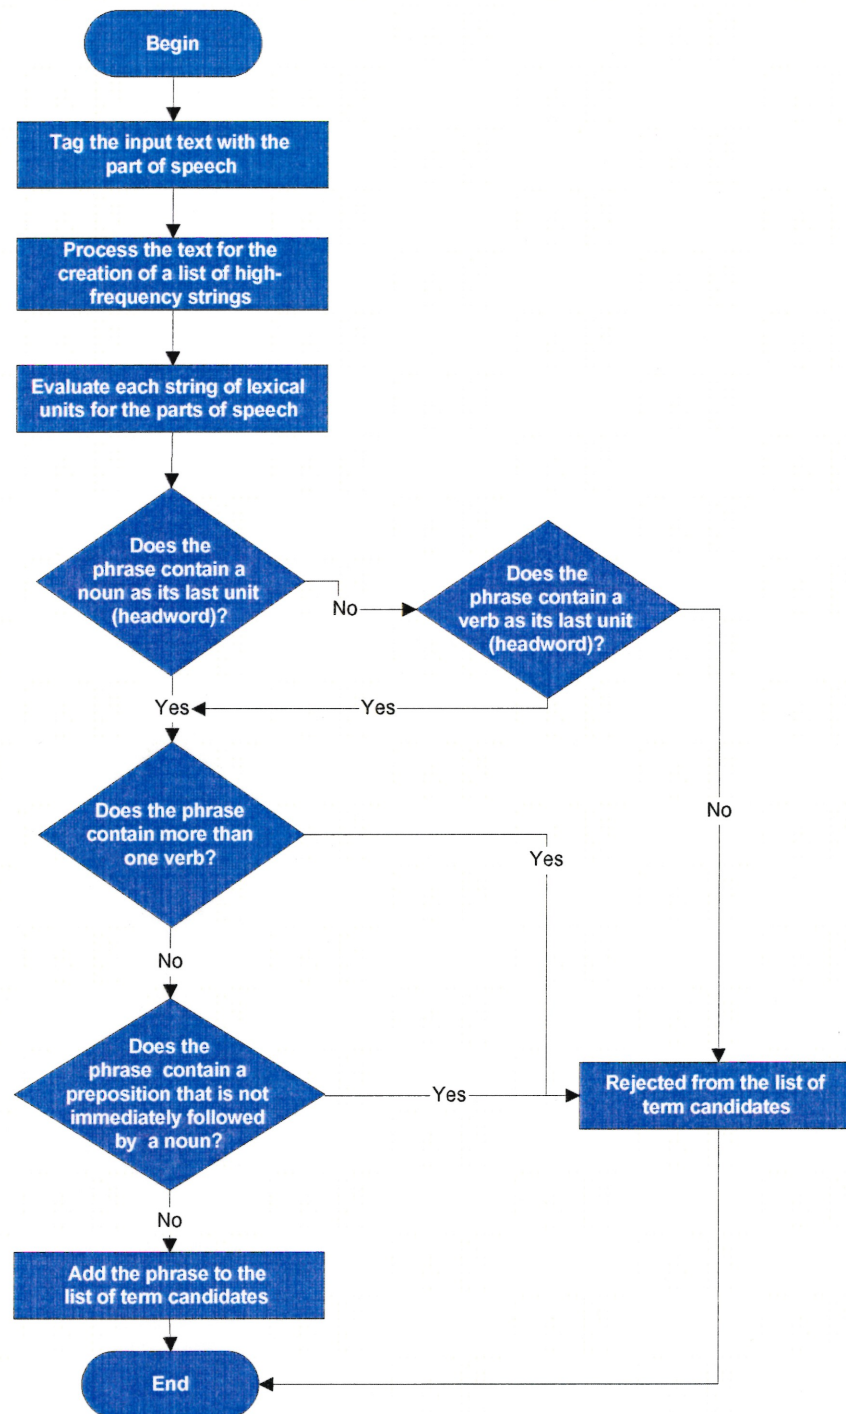 Begin
Tag the input text with the
part of speech
Process the text for the
creation of a list of high-
frequency strings
Evaluate each string of lexical
units for the parts of speech
Does the
phrase contain a
noun as its last unit
(headword)?
No
Does the
phrase contain a
verb as its last unit
(headword)?
Yes
Yes
No
Does the phrase
contain more than
one verb?
Yes
No
Does the
phrase contain a
preposition that is not
immediately followed
by a noun?
Yes
Rejected from the list of
term candidates
No
Add the phrase to the
list of term candidates
End